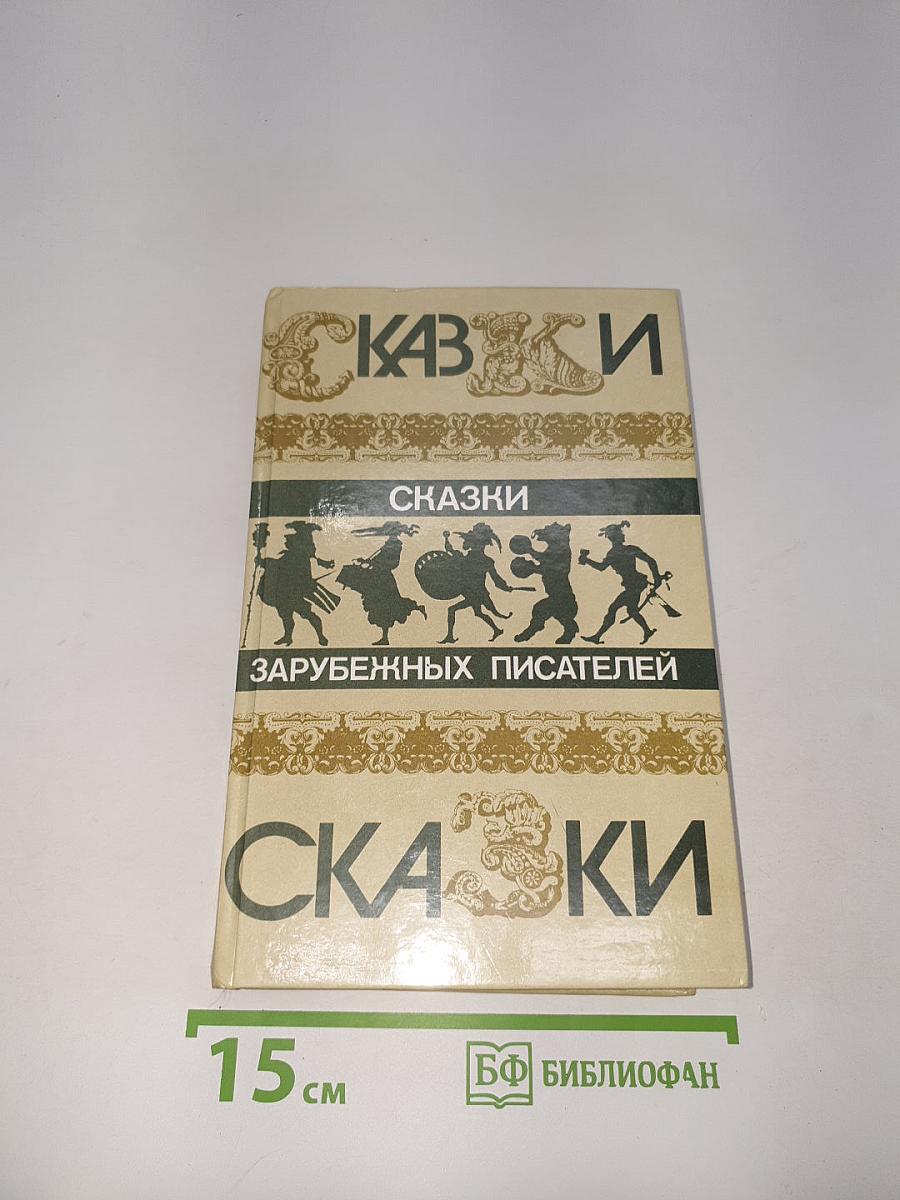 СКАЗКИ
СКАЗКИ
ЗАРУБЕЖНЫХ ПИСАТЕЛЕЙ
СКАЗКИ
15 см
БФ БИБЛИОФАН